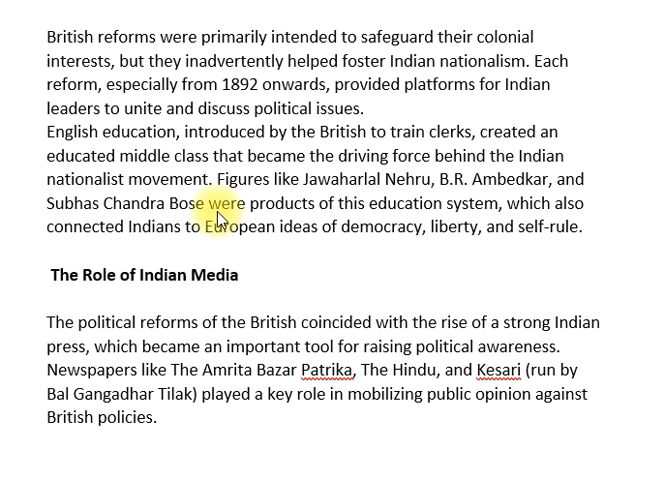 British reforms were primarily intended to safeguard their colonial
interests, but they inadvertently helped foster Indian nationalism. Each
reform, especially from 1892 onwards, provided platforms for Indian
leaders to unite and discuss political issues.
English education, introduced by the British to train clerks, created an
educated middle class that became the driving force behind the Indian
nationalist movement. Figures like Jawaharlal Nehru, B.R. Ambedkar, and
Subhas Chandra Bose were products of this education system, which also
connected Indians to European ideas of democracy, liberty, and self-rule.
The Role of Indian Media
The political reforms of the British coincided with the rise of a strong Indian
press, which became an important tool for raising political awareness.
Newspapers like The Amrita Bazar Patrika, The Hindu, and Kesari (run by
Bal Gangadhar Tilak) played a key role in mobilizing public opinion against
British policies.